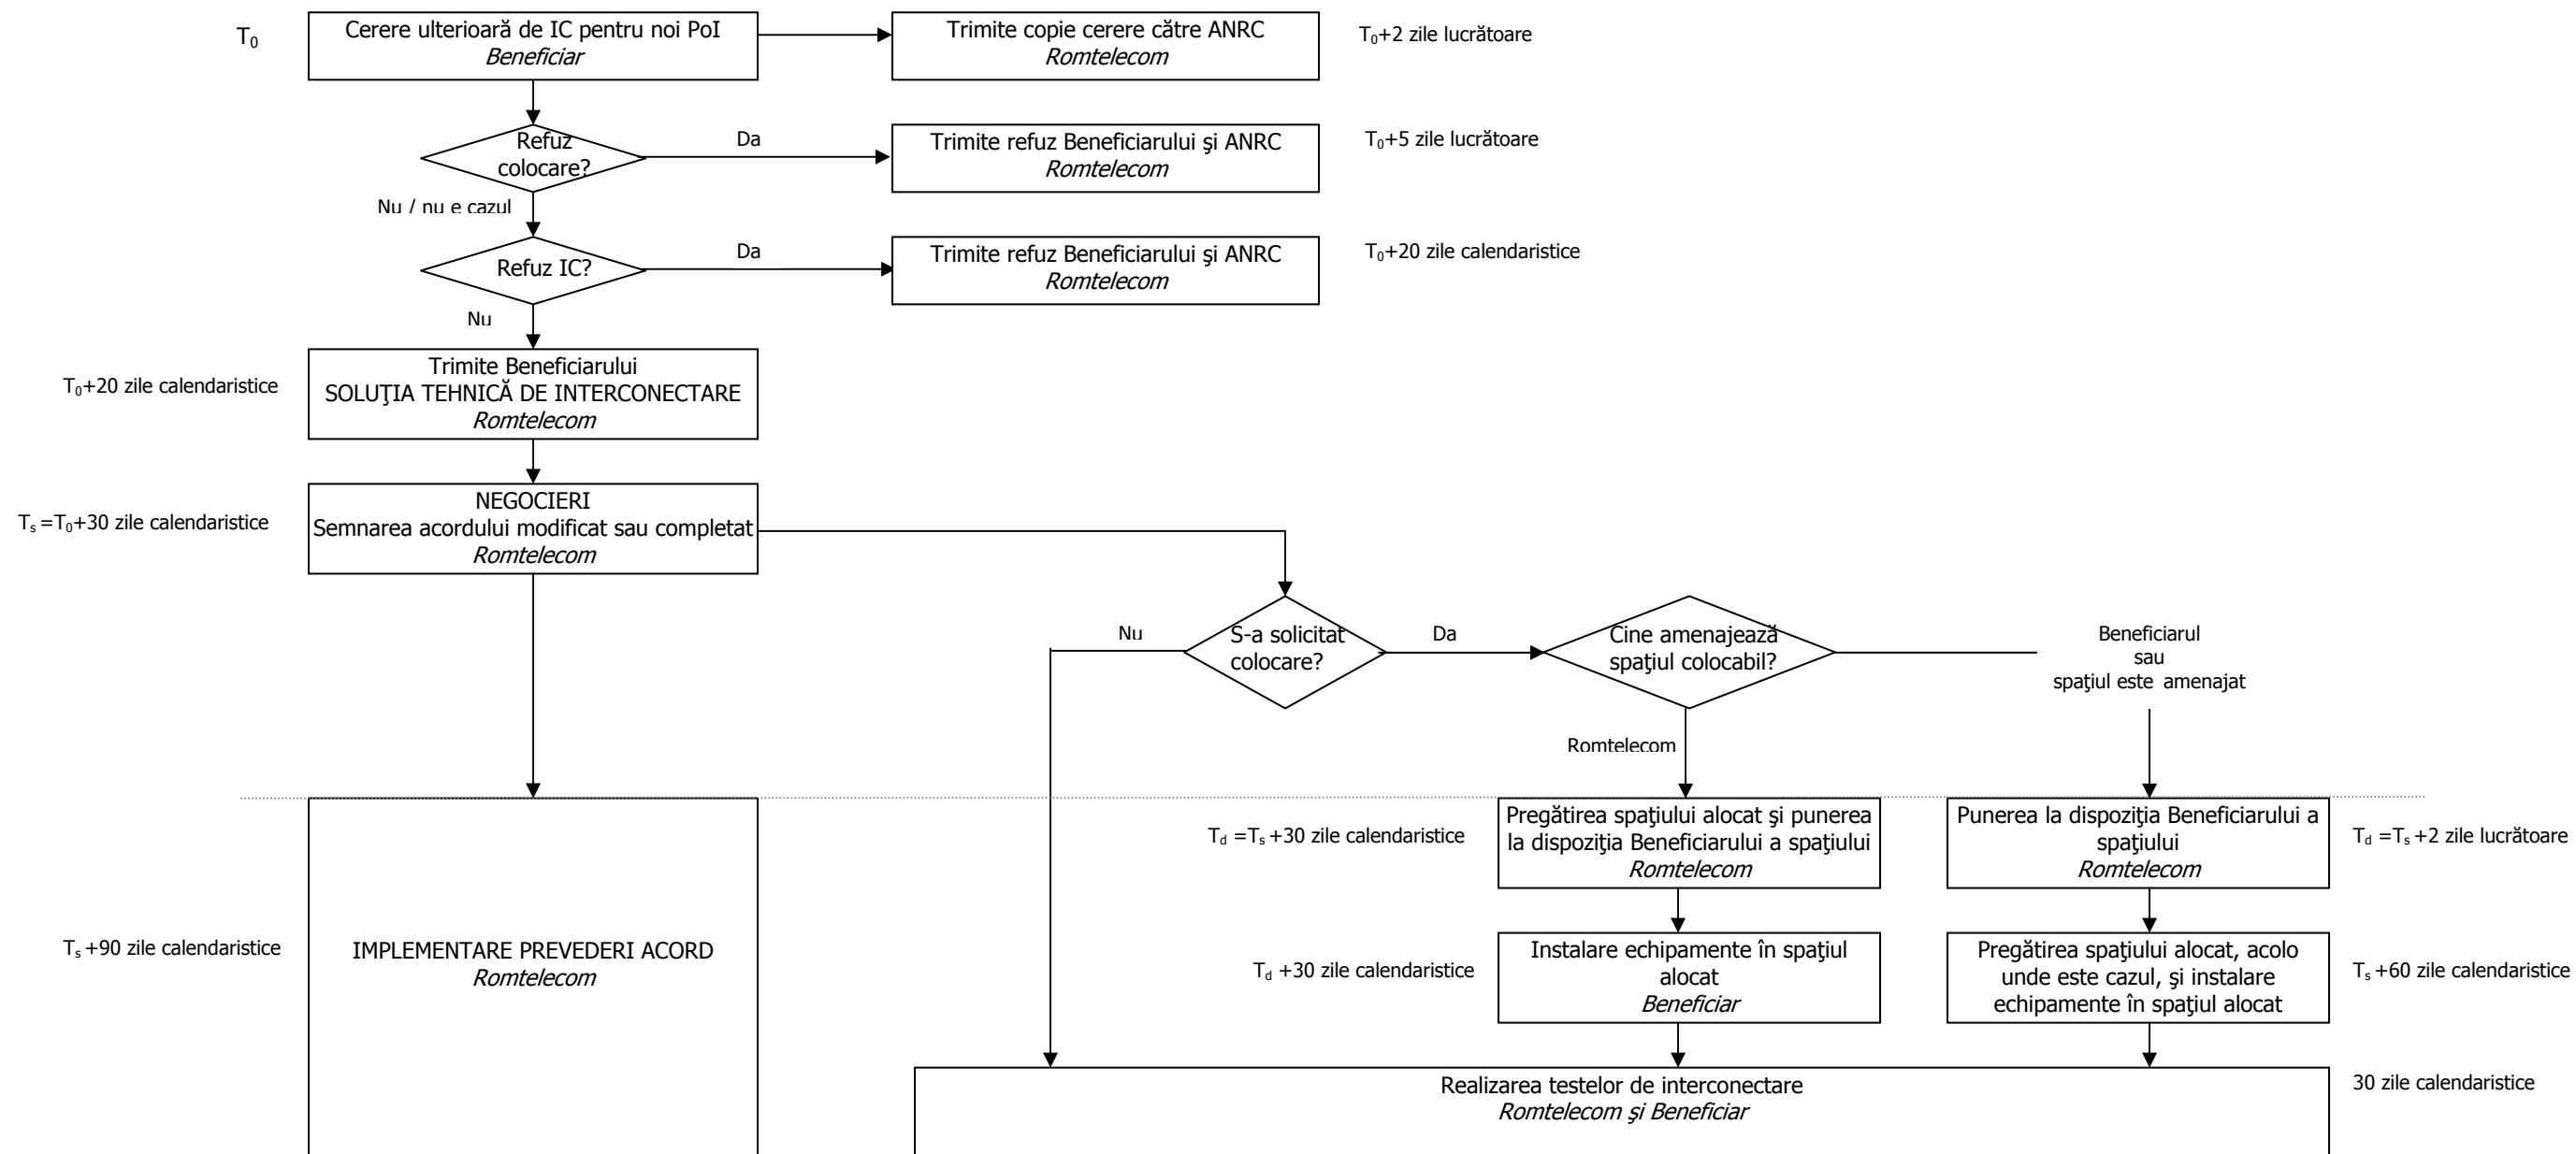 T₀
Cerere ulterioară de IC pentru noi PoI
Beneficiar
Trimite copie cerere către ANRC
Romtelecom
T₀+2 zile lucrătoare
Refuz
colocare?
Da
Trimite refuz Beneficiarului şi ANRC
Romtelecom
T₀+5 zile lucrătoare
Nu / nu e cazul
Refuz IC?
Da
Trimite refuz Beneficiarului şi ANRC
Romtelecom
T₀+20 zile calendaristice
Nu
T₀+20 zile calendaristice
Trimite Beneficiarului
SOLUŢIA TEHNICĂ DE INTERCONECTARE
Romtelecom
Tₛ =T₀+30 zile calendaristice
NEGOCIERI
Semnarea acordului modificat sau completat
Romtelecom
Nu
S-a solicitat
colocare?
Da
Cine amenajează
spaţiul colocabil?
Beneficiarul
sau
spaţiul este amenajat
Romtelecom
T_d =Tₛ +30 zile calendaristice
Pregătirea spaţiului alocat şi punerea
la dispoziţia Beneficiarului a spaţiului
Romtelecom
Punerea la dispoziţia Beneficiarului a
spaţiului
Romtelecom
T_d =Tₛ +2 zile lucrătoare
Tₛ +90 zile calendaristice
IMPLEMENTARE PREVEDERI ACORD
Romtelecom
T_d +30 zile calendaristice
Instalare echipamente în spaţiul
alocat
Beneficiar
Pregătirea spaţiului alocat, acolo
unde este cazul, şi instalare
echipamente în spaţiul alocat
Tₛ +60 zile calendaristice
Realizarea testelor de interconectare
Romtelecom şi Beneficiar
30 zile calendaristice